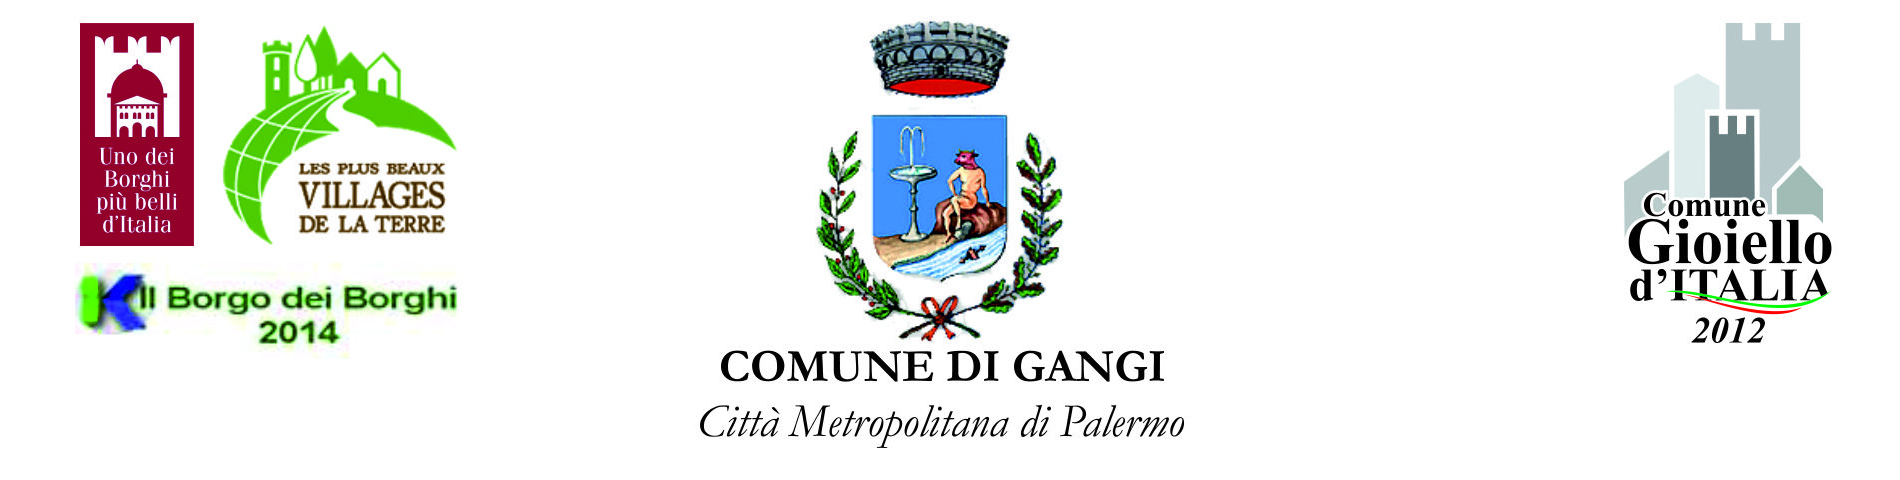 Uno dei
Borghi
più belli
d'Italia
LES PLUS BEAUX
VILLAGES
DE LA TERRE
Il Borgo dei Borghi
2014
COMUNE DI GANGI
Città Metropolitana di Palermo
Comune
Gioiello
d'ITALIA
2012